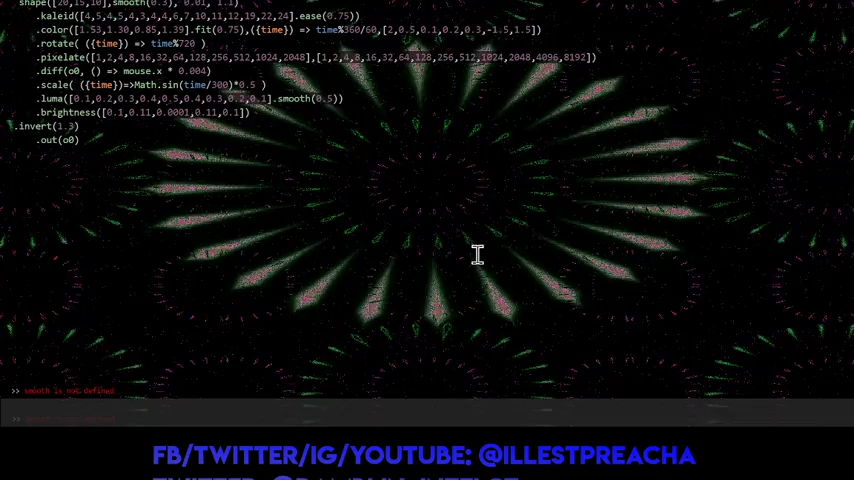 shape([20,15,10],smooth(0.3), 0.01, 1.1)
.kaleid([4,5,4,5,4,3,4,4,6,7,10,11,12,19,22,24].ease(0.75))
.color([1.53,1.30,0.85,1.39].fit(0.75),({time}) => time%360/60,[2,0.5,0.1,0.2,0.3,-1.5,1.5])
.rotate( ({time}) => time%720 )
.pixelate([1,2,4,8,16,32,64,128,256,512,1024,2048],[1,2,4,8,16,32,64,128,256,512,1024,2048,4096,8192])
.diff(o0, () => mouse.x * 0.004)
.scale( ({time})=>Math.sin(time/300)*0.5 )
.luma([0.1,0.2,0.3,0.4,0.5,0.4,0.3,0.2,0.1].smooth(0.5))
.brightness([0.1,0.11,0.0001,0.11,0.1])
.invert(1.3)
.out(o0)
>> smooth is not defined
FB/TWITTER/IG/YOUTUBE: @ILLESTPREACHA